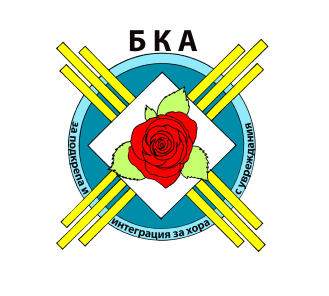 БКА
за подкрепа и
интеграция за хора
с увреждания